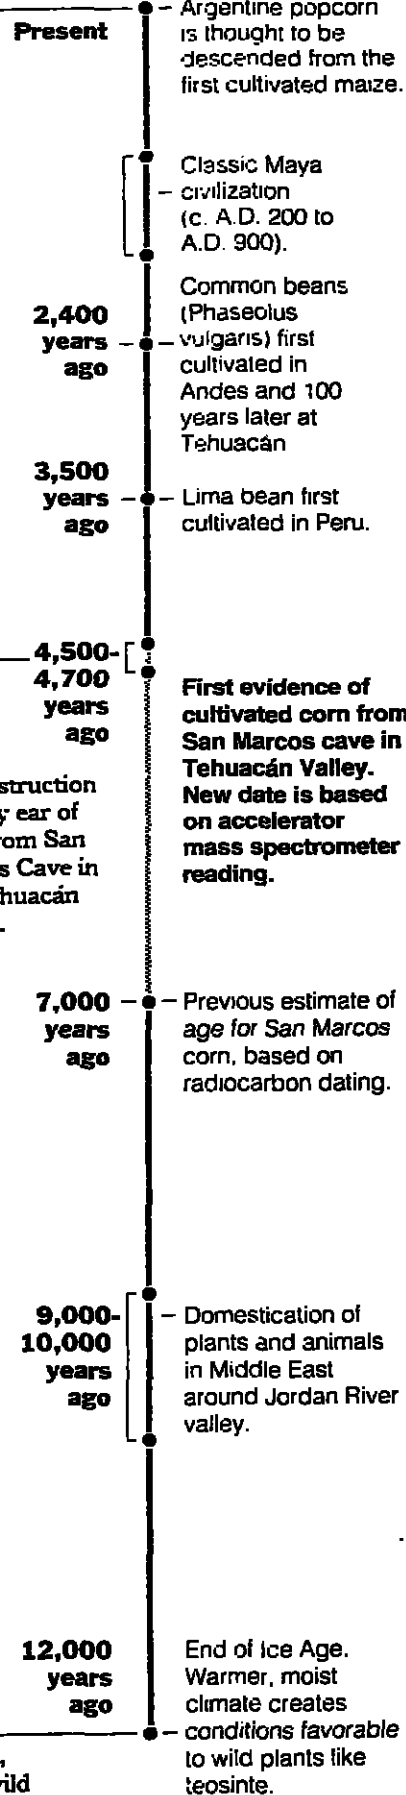 Argentine popcorn
is thought to be
descended from the
first cultivated maize.
Present
Classic Maya
civilization
(c. A.D. 200 to
A.D. 900).
Common beans
(Phaseolus
vulgaris) first
cultivated in
Andes and 100
years later at
Tehuacán
2,400
years
ago
3,500
years
ago
Lima bean first
cultivated in Peru.
4,500-
4,700
years
ago
First evidence of
cultivated corn from
San Marcos cave in
Tehuacán Valley.
New date is based
on accelerator
mass spectrometer
reading.
struction
y ear of
rom San
s Cave in
huacán
7,000
years
ago
Previous estimate of
age for San Marcos
corn, based on
radiocarbon dating.
9,000-
10,000
years
ago
Domestication of
plants and animals
in Middle East
around Jordan River
valley.
12,000
years
ago
End of Ice Age.
Warmer, moist
climate creates
conditions favorable
to wild plants like
teosinte.
vild